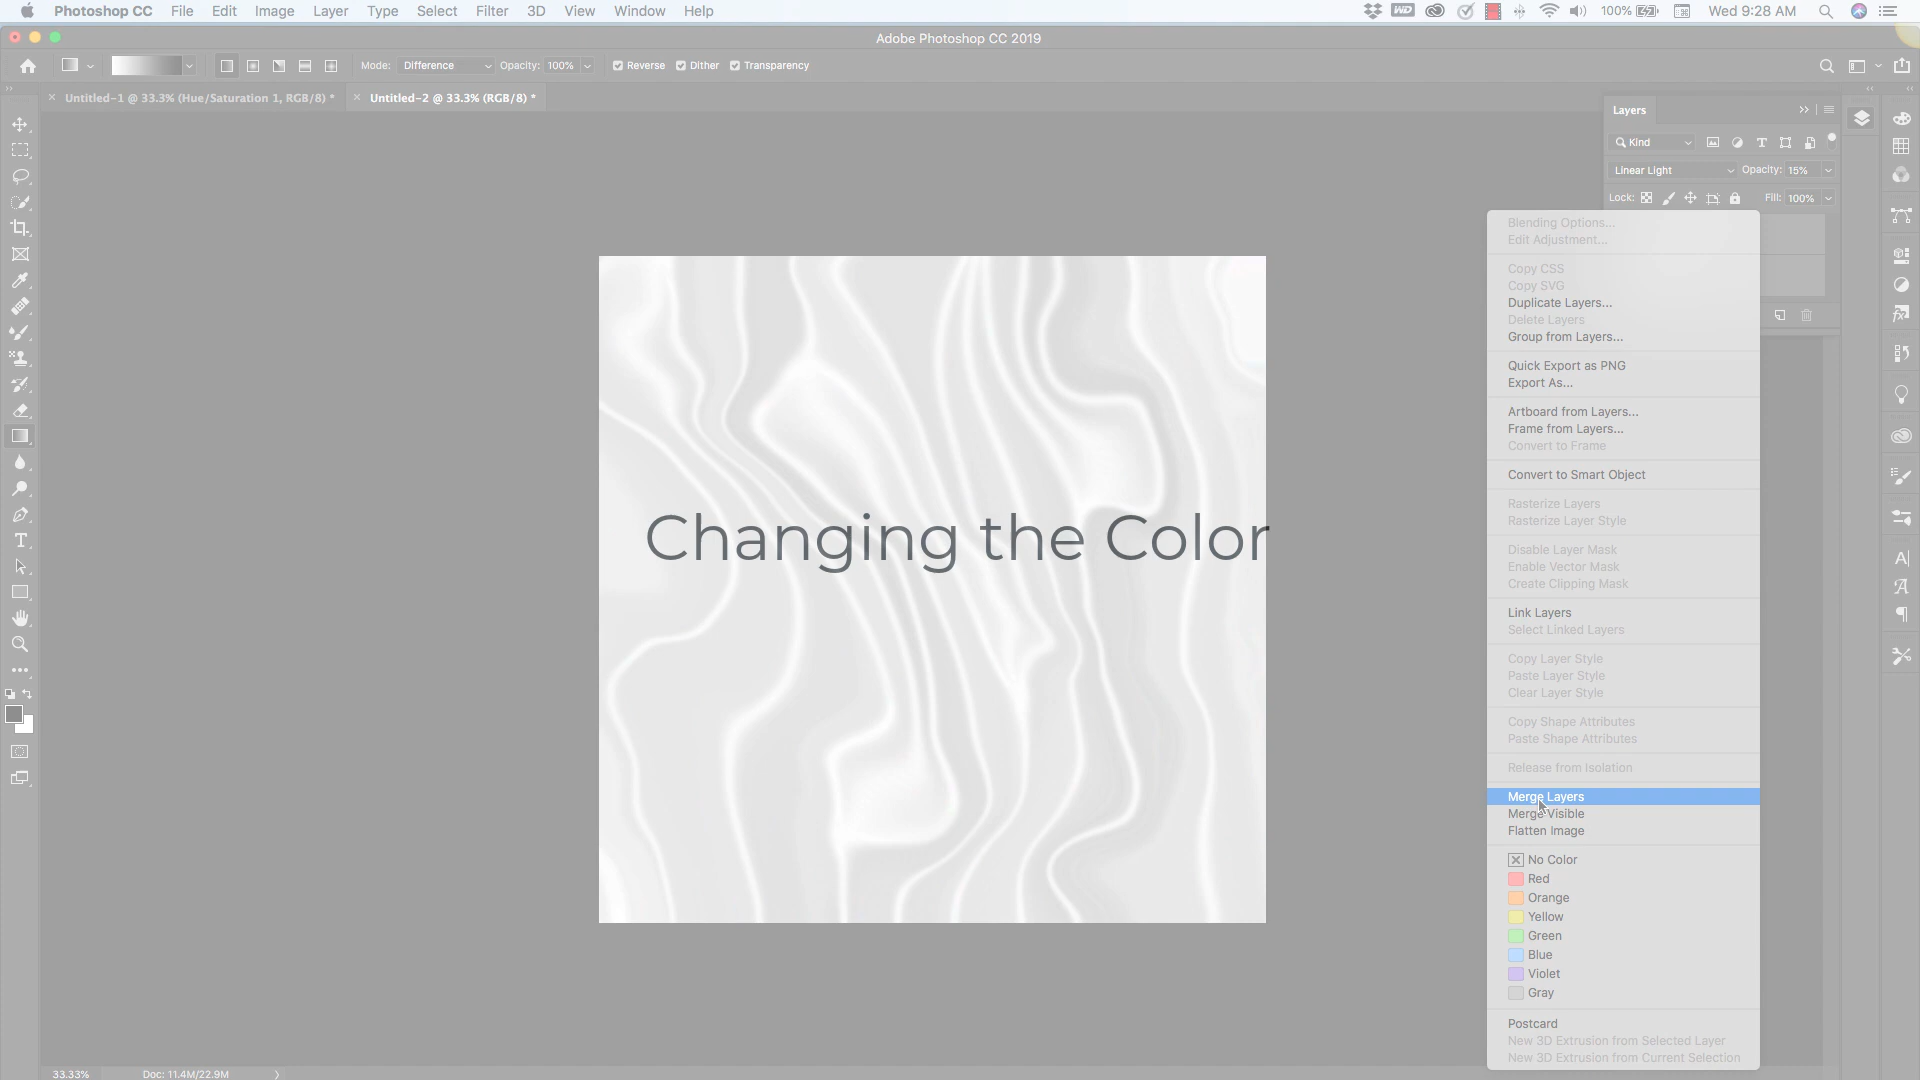 Photoshop CC File Edit Image Layer Type Select Filter 3D View Window Help
WD 100% Wed 9:28 AM
Adobe Photoshop CC 2019
Mode: Difference Opacity: 100% Reverse Dither Transparency
Untitled-1 @ 33.3% (Hue/Saturation 1, RGB/8) * Untitled-2 @ 33.3% (RGB/8) *
Layers
Kind
Linear Light Opacity: 15%
Lock: Fill: 100%
Blending Options...
Edit Adjustment...
Copy CSS
Copy SVG
Duplicate Layers...
Delete Layers
Group from Layers...
Quick Export as PNG
Export As...
Artboard from Layers...
Frame from Layers...
Convert to Frame
Convert to Smart Object
Rasterize Layers
Rasterize Layer Style
Changing the Color
Disable Layer Mask
Enable Vector Mask
Create Clipping Mask
Link Layers
Select Linked Layers
Copy Layer Style
Paste Layer Style
Clear Layer Style
Copy Shape Attributes
Paste Shape Attributes
Release from Isolation
Merge Layers
Merge Visible
Flatten Image
No Color
Red
Orange
Yellow
Green
Blue
Violet
Gray
Postcard
New 3D Extrusion from Selected Layer
New 3D Extrusion from Current Selection
33.33% Doc: 11.4M/22.9M